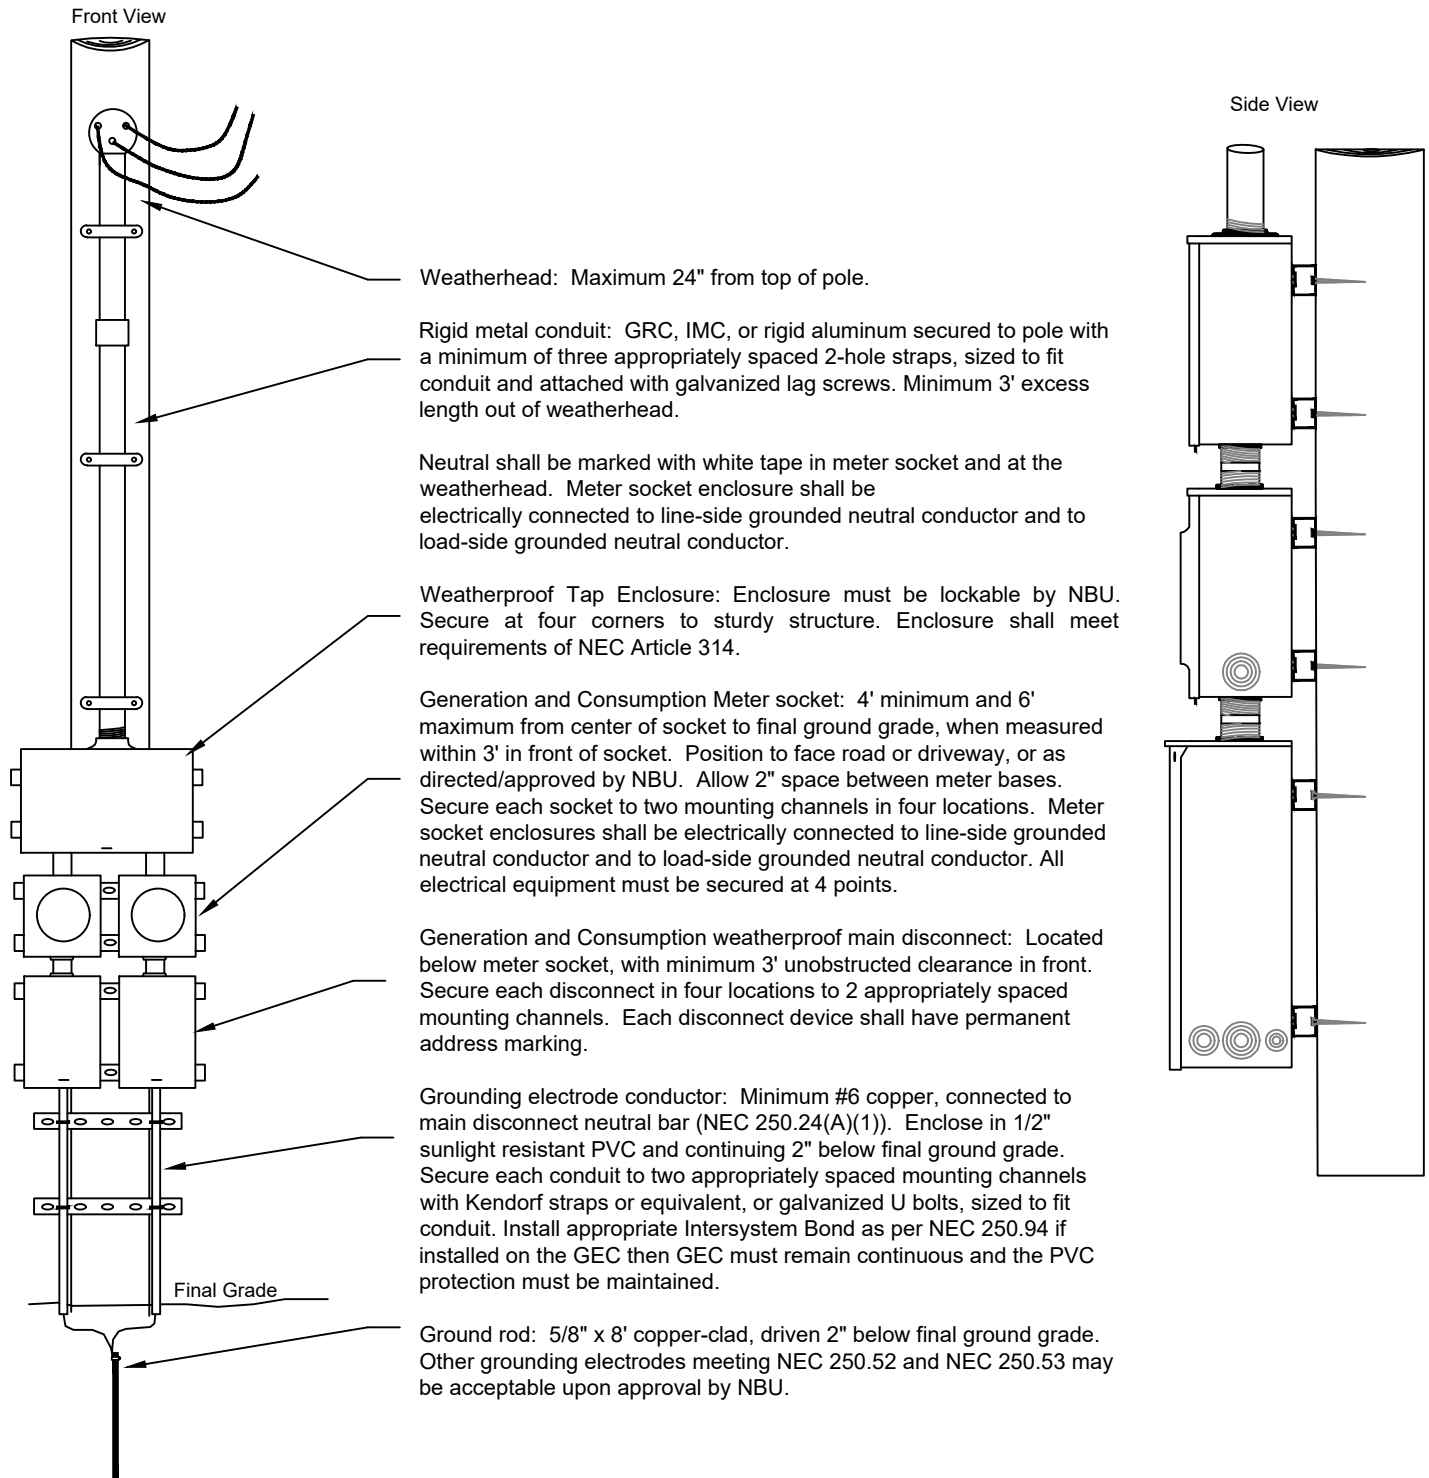 Front View
Side View
Weatherhead: Maximum 24" from top of pole.
Rigid metal conduit: GRC, IMC, or rigid aluminum secured to pole with
a minimum of three appropriately spaced 2-hole straps, sized to fit
conduit and attached with galvanized lag screws. Minimum 3' excess
length out of weatherhead.
Neutral shall be marked with white tape in meter socket and at the
weatherhead. Meter socket enclosure shall be
electrically connected to line-side grounded neutral conductor and to
load-side grounded neutral conductor.
Weatherproof Tap Enclosure: Enclosure must be lockable by NBU.
Secure at four corners to sturdy structure. Enclosure shall meet
requirements of NEC Article 314.
Generation and Consumption Meter socket: 4' minimum and 6'
maximum from center of socket to final ground grade, when measured
within 3' in front of socket. Position to face road or driveway, or as
directed/approved by NBU. Allow 2" space between meter bases.
Secure each socket to two mounting channels in four locations. Meter
socket enclosures shall be electrically connected to line-side grounded
neutral conductor and to load-side grounded neutral conductor. All
electrical equipment must be secured at 4 points.
Generation and Consumption weatherproof main disconnect: Located
below meter socket, with minimum 3' unobstructed clearance in front.
Secure each disconnect in four locations to 2 appropriately spaced
mounting channels. Each disconnect device shall have permanent
address marking.
Grounding electrode conductor: Minimum #6 copper, connected to
main disconnect neutral bar (NEC 250.24(A)(1)). Enclose in 1/2"
sunlight resistant PVC and continuing 2" below final ground grade.
Secure each conduit to two appropriately spaced mounting channels
with Kendorf straps or equivalent, or galvanized U bolts, sized to fit
conduit. Install appropriate Intersystem Bond as per NEC 250.94 if
installed on the GEC then GEC must remain continuous and the PVC
protection must be maintained.
Final Grade
Ground rod: 5/8" x 8' copper-clad, driven 2" below final ground grade.
Other grounding electrodes meeting NEC 250.52 and NEC 250.53 may
be acceptable upon approval by NBU.